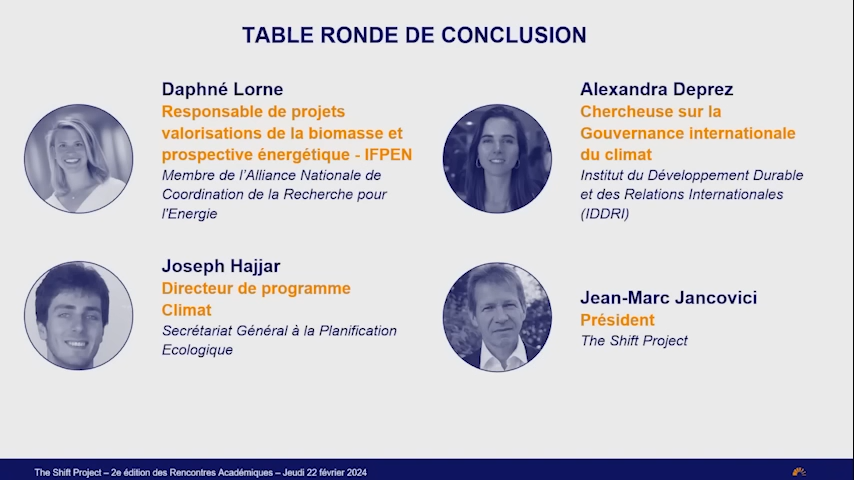 TABLE RONDE DE CONCLUSION
Daphné Lorne
Responsable de projets
valorisations de la biomasse et
prospective énergétique - IFPEN
Membre de l'Alliance Nationale de
Coordination de la Recherche pour
l'Energie
Alexandra Deprez
Chercheuse sur la
Gouvernance internationale
du climat
Institut du Développement Durable
et des Relations Internationales
(IDDRI)
Joseph Hajjar
Directeur de programme
Climat
Secrétariat Général à la Planification
Ecologique
Jean-Marc Jancovici
Président
The Shift Project
The Shift Project – 2e édition des Rencontres Académiques – Jeudi 22 février 2024